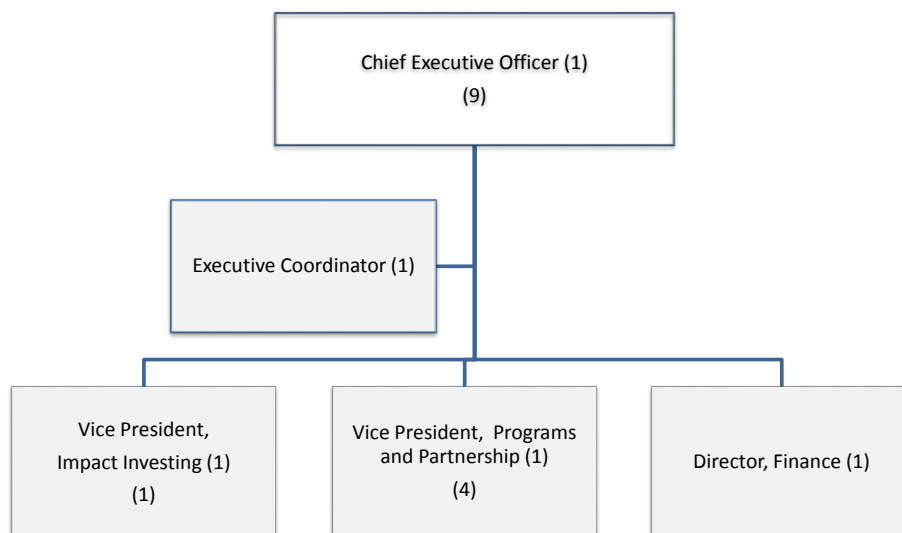 Chief Executive Officer (1)
(9)
Executive Coordinator (1)
Vice President,
Impact Investing (1)
(1)
Vice President, Programs
and Partnership (1)
(4)
Director, Finance (1)